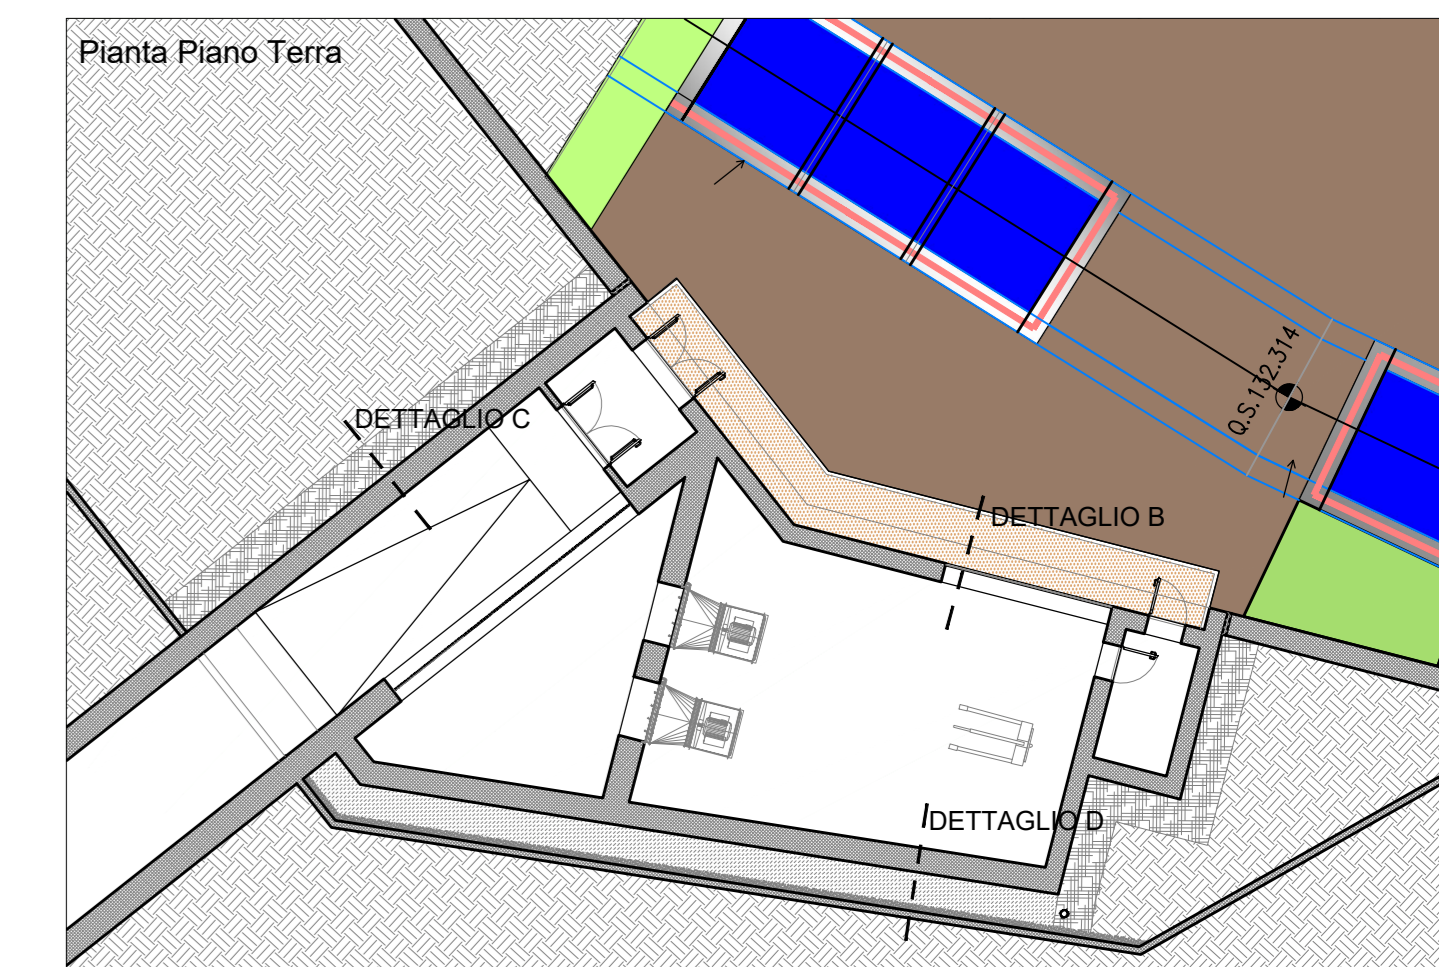 Pianta Piano Terra
Q.S. 132.314
DETTAGLIO C
DETTAGLIO B
DETTAGLIO D